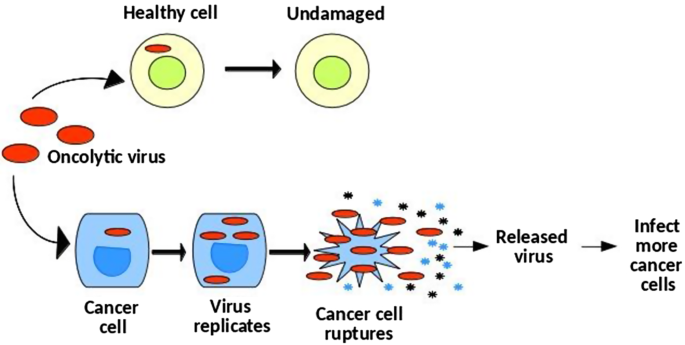 Healthy cell
Undamaged
Oncolytic virus
Cancer
cell
Virus
replicates
Cancer cell
ruptures
Released
virus
Infect
more
cancer
cells